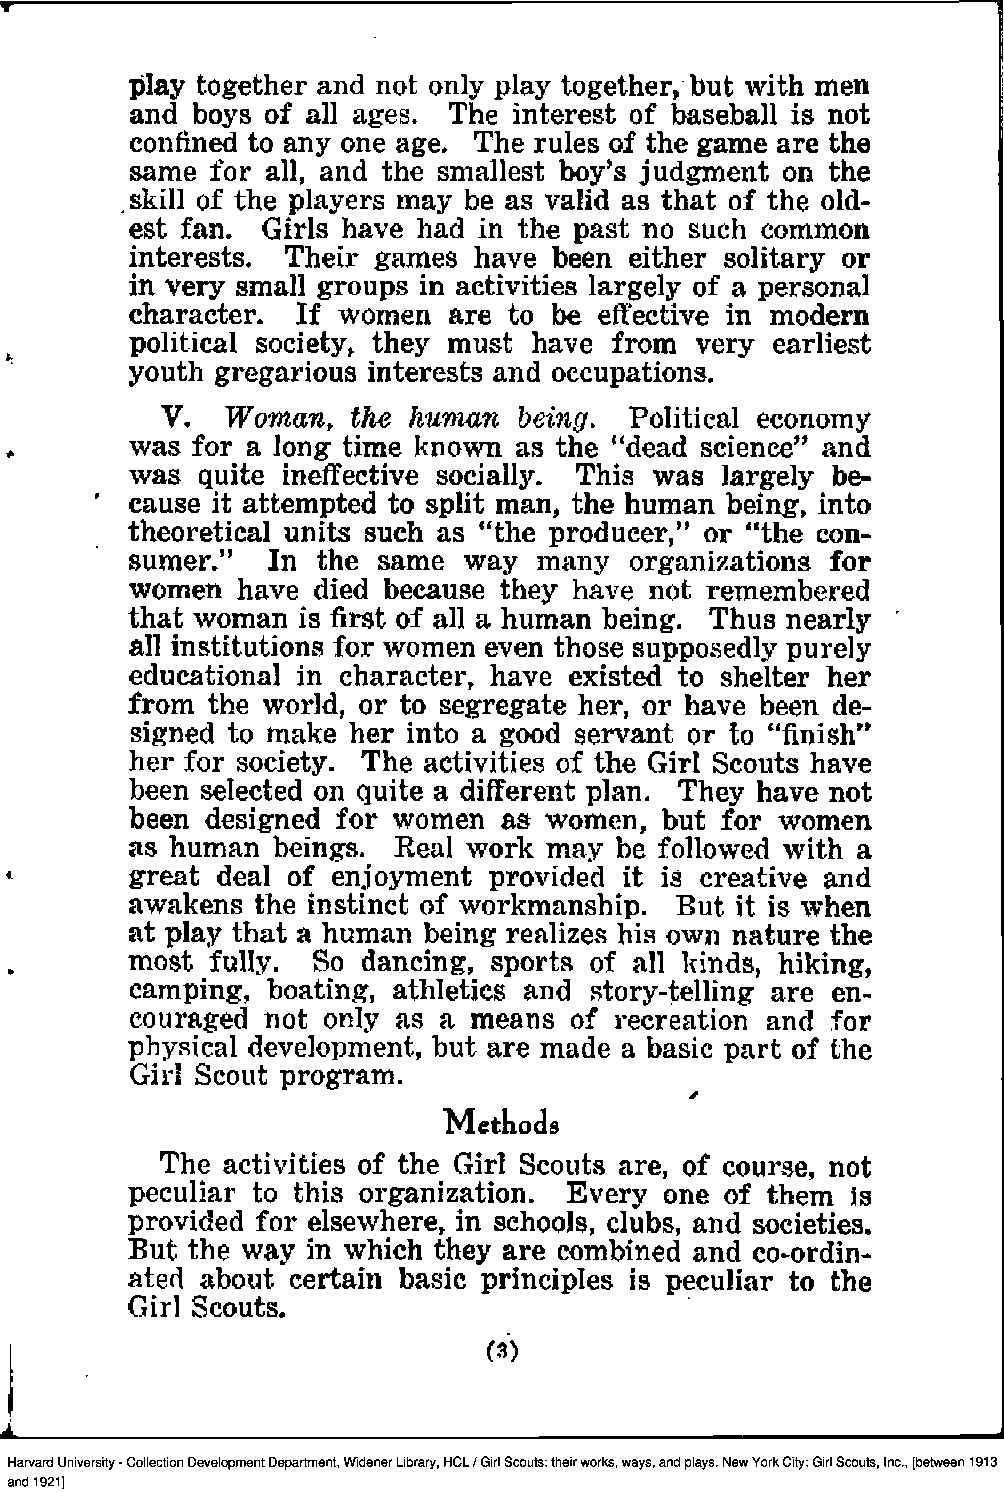 play together and not only play together, but with men
and boys of all ages. The interest of baseball is not
confined to any one age. The rules of the game are the
same for all, and the smallest boy's judgment on the
skill of the players may be as valid as that of the old-
est fan. Girls have had in the past no such common
interests. Their games have been either solitary or
in very small groups in activities largely of a personal
character. If women are to be effective in modern
political society, they must have from very earliest
youth gregarious interests and occupations.
V. Woman, the human being. Political economy
was for a long time known as the "dead science" and
was quite ineffective socially. This was largely be-
cause it attempted to split man, the human being, into
theoretical units such as "the producer," or "the con-
sumer." In the same way many organizations for
women have died because they have not remembered
that woman is first of all a human being. Thus nearly
all institutions for women even those supposedly purely
educational in character, have existed to shelter her
from the world, or to segregate her, or have been de-
signed to make her into a good servant or to "finish"
her for society. The activities of the Girl Scouts have
been selected on quite a different plan. They have not
been designed for women as women, but for women
as human beings. Real work may be followed with a
great deal of enjoyment provided it is creative and
awakens the instinct of workmanship. But it is when
at play that a human being realizes his own nature the
most fully. So dancing, sports of all kinds, hiking,
camping, boating, athletics and story-telling are en-
couraged not only as a means of recreation and for
physical development, but are made a basic part of the
Girl Scout program.
Methods
The activities of the Girl Scouts are, of course, not
peculiar to this organization. Every one of them is
provided for elsewhere, in schools, clubs, and societies.
But the way in which they are combined and co-ordin-
ated about certain basic principles is peculiar to the
Girl Scouts.
(3)
Harvard University - Collection Development Department, Widener Library, HCL / Girl Scouts: their works, ways, and plays. New York City: Girl Scouts, Inc., [between 1913
and 1921]